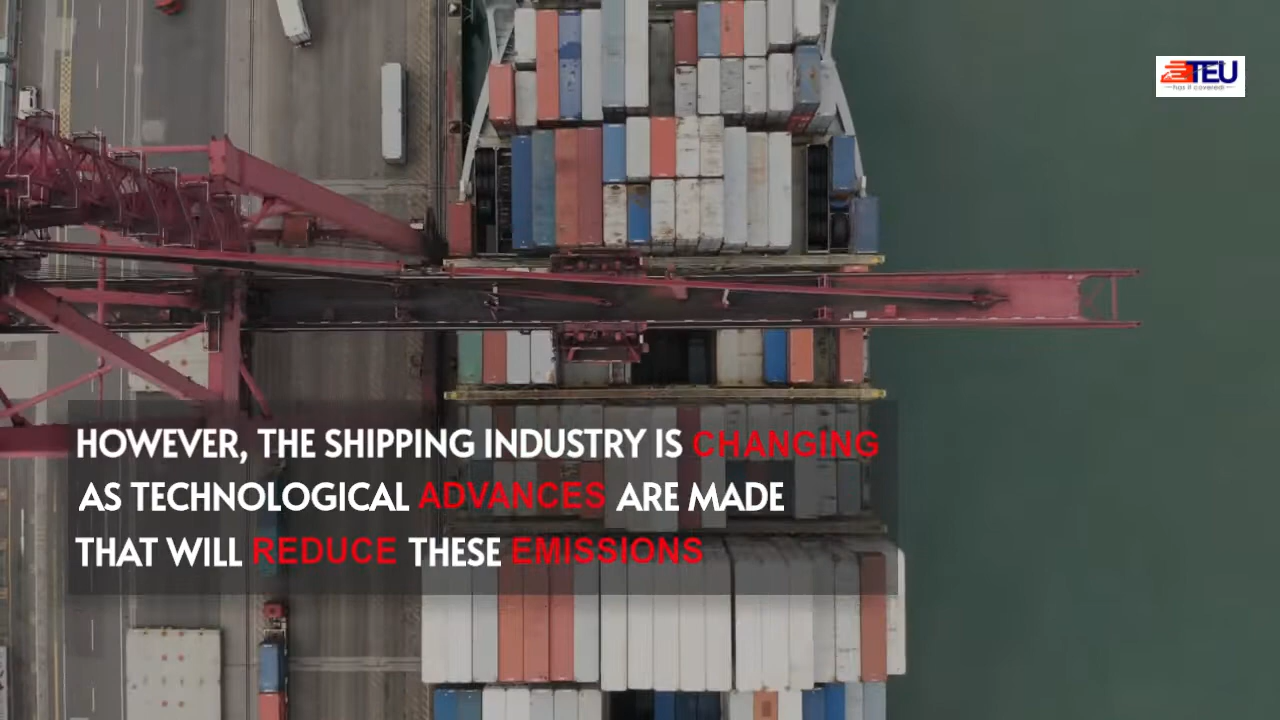 TEU
HOWEVER, THE SHIPPING INDUSTRY IS CHANGING
AS TECHNOLOGICAL ADVANCES ARE MADE
THAT WILL REDUCE THESE EMISSIONS